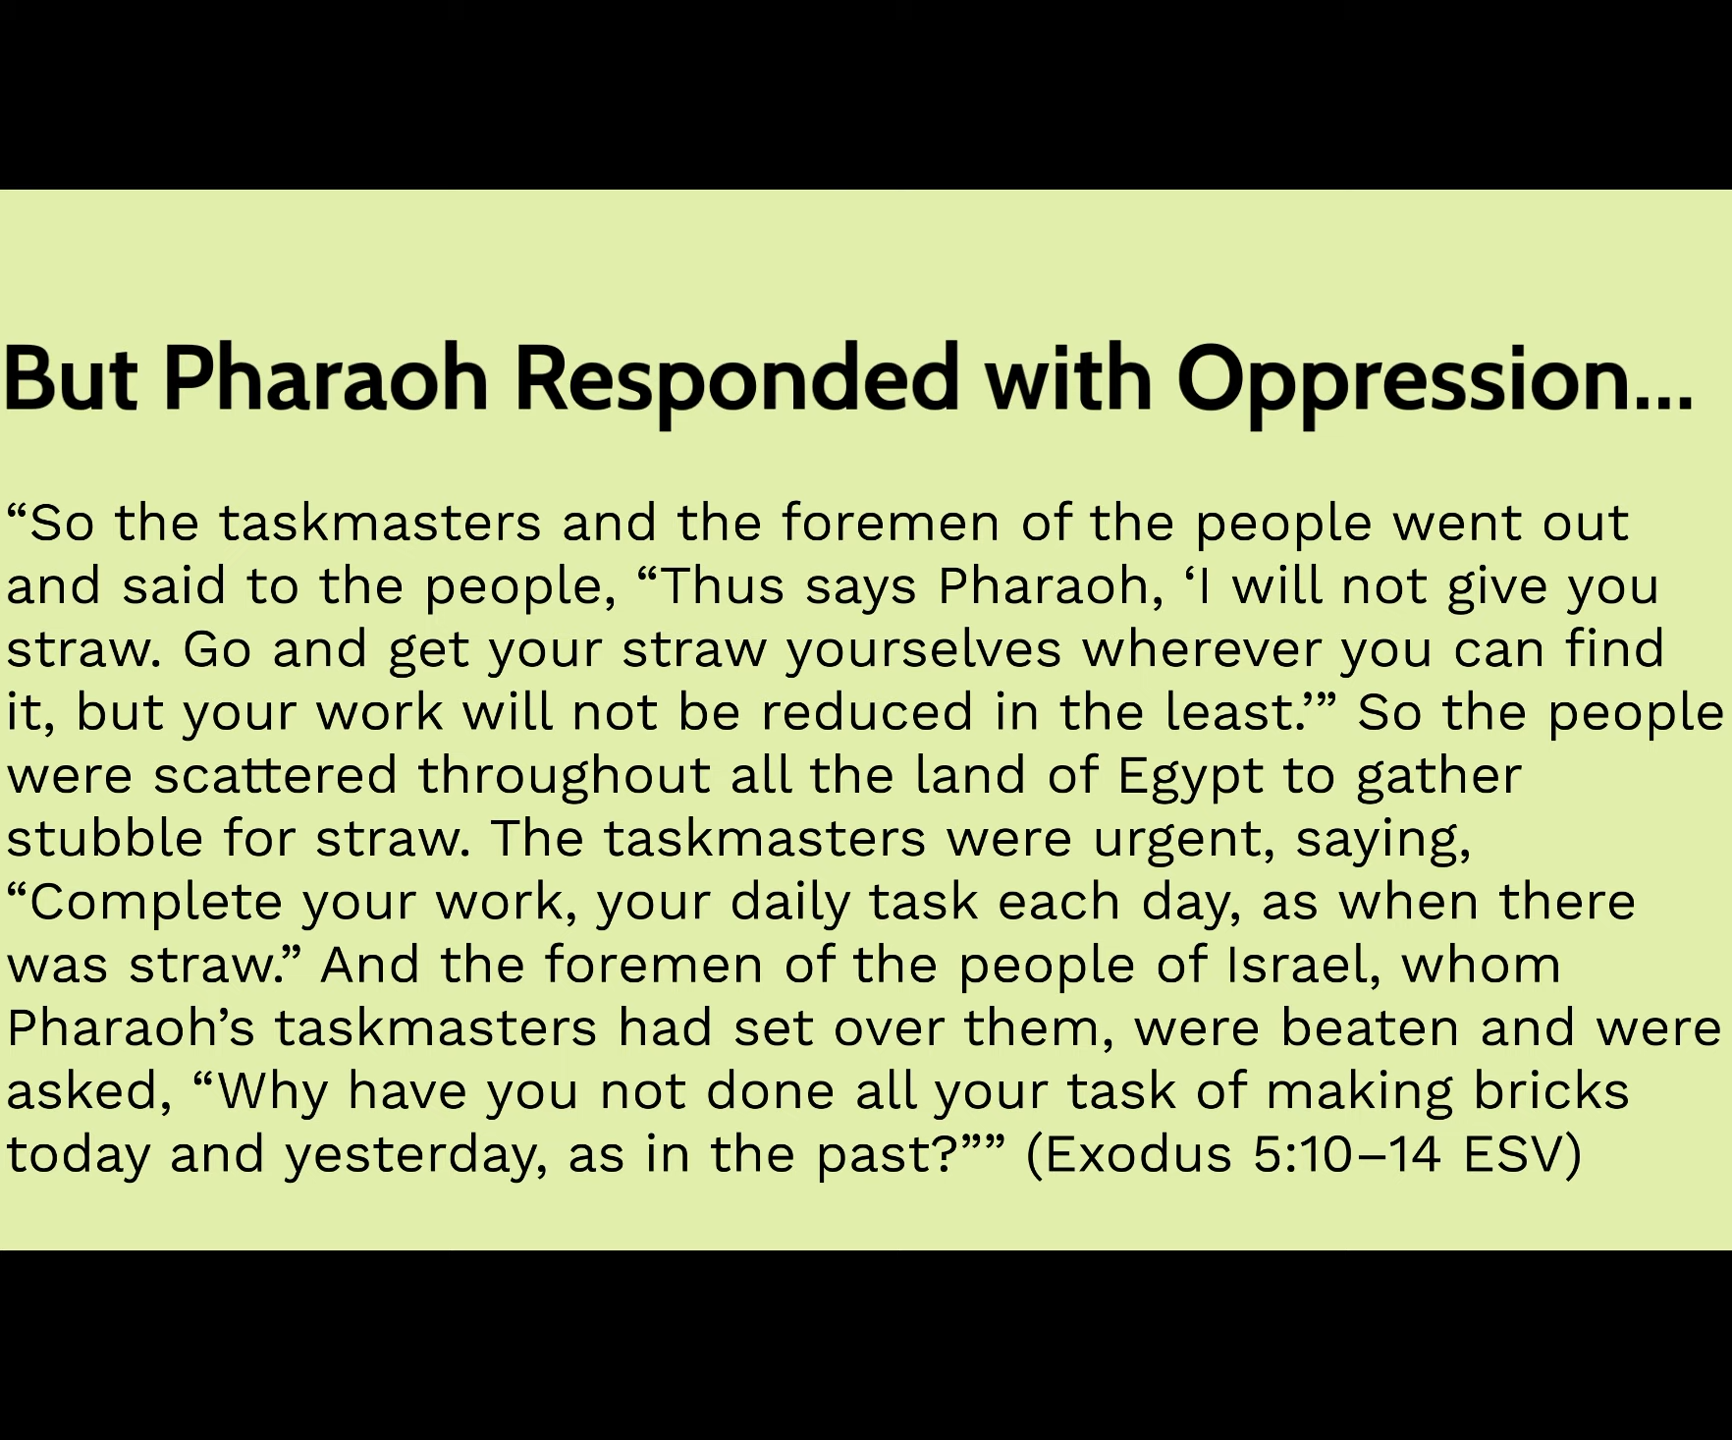 But Pharaoh Responded with Oppression...
“So the taskmasters and the foremen of the people went out
and said to the people, “Thus says Pharaoh, ‘I will not give you
straw. Go and get your straw yourselves wherever you can find
it, but your work will not be reduced in the least.’” So the people
were scattered throughout all the land of Egypt to gather
stubble for straw. The taskmasters were urgent, saying,
“Complete your work, your daily task each day, as when there
was straw.” And the foremen of the people of Israel, whom
Pharaoh’s taskmasters had set over them, were beaten and were
asked, “Why have you not done all your task of making bricks
today and yesterday, as in the past?”” (Exodus 5:10–14 ESV)